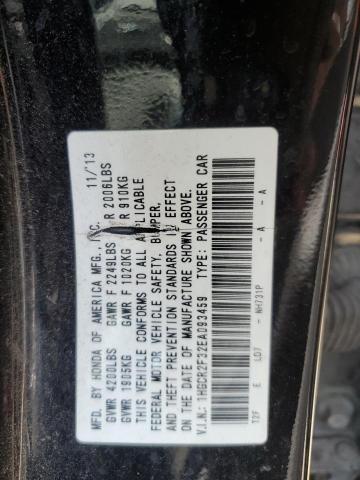 MFD. BY HONDA OF AMERICA MFG., INC. 11/13
GVWR 4200LBS GAWR F 2249LBS R 2006LBS
GVWR 1905KG GAWR F 1020KG R 910KG
THIS VEHICLE CONFORMS TO ALL APPLICABLE
FEDERAL MOTOR VEHICLE SAFETY, BUMPER,
AND THEFT PREVENTION STANDARDS IN EFFECT
ON THE DATE OF MANUFACTURE SHOWN ABOVE.
V.I.N.: 1HGCR2F32EA093459 TYPE: PASSENGER CAR
12F E LD7 - NH731P - A - A